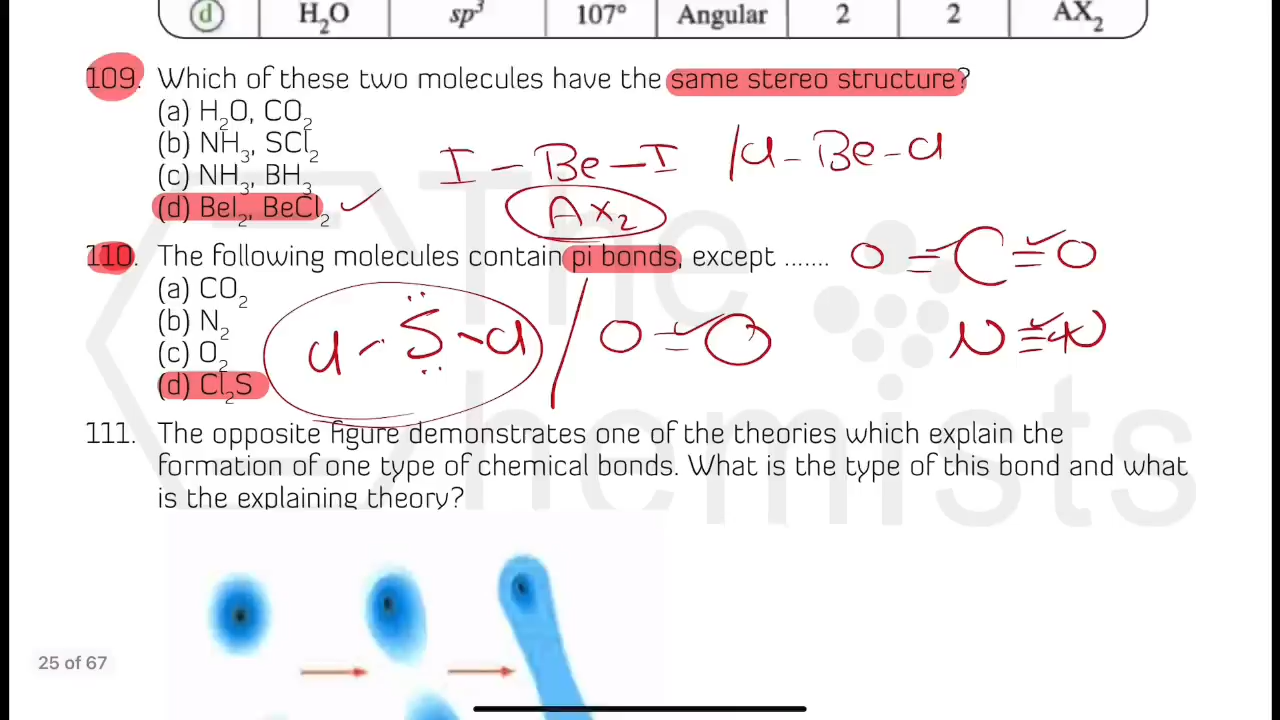 d H₂O sp³ 107° Angular 2 2 AX₂
109. Which of these two molecules have the same stereo structure?
(a) H₂O, CO₂
(b) NH₃, SCl₂
(c) NH₃, BH₃
(d) BeI₂, BeCl₂
I – Be – I / Cl – Be – Cl
AX₂
110. The following molecules contain pi bonds, except .......
(a) CO₂
(b) N₂
(c) O₂
(d) Cl₂S
O = C = O
Cl – S – Cl / O = O
N ≡ N
111. The opposite figure demonstrates one of the theories which explain the
formation of one type of chemical bonds. What is the type of this bond and what
is the explaining theory?
The
Chemists
25 of 67